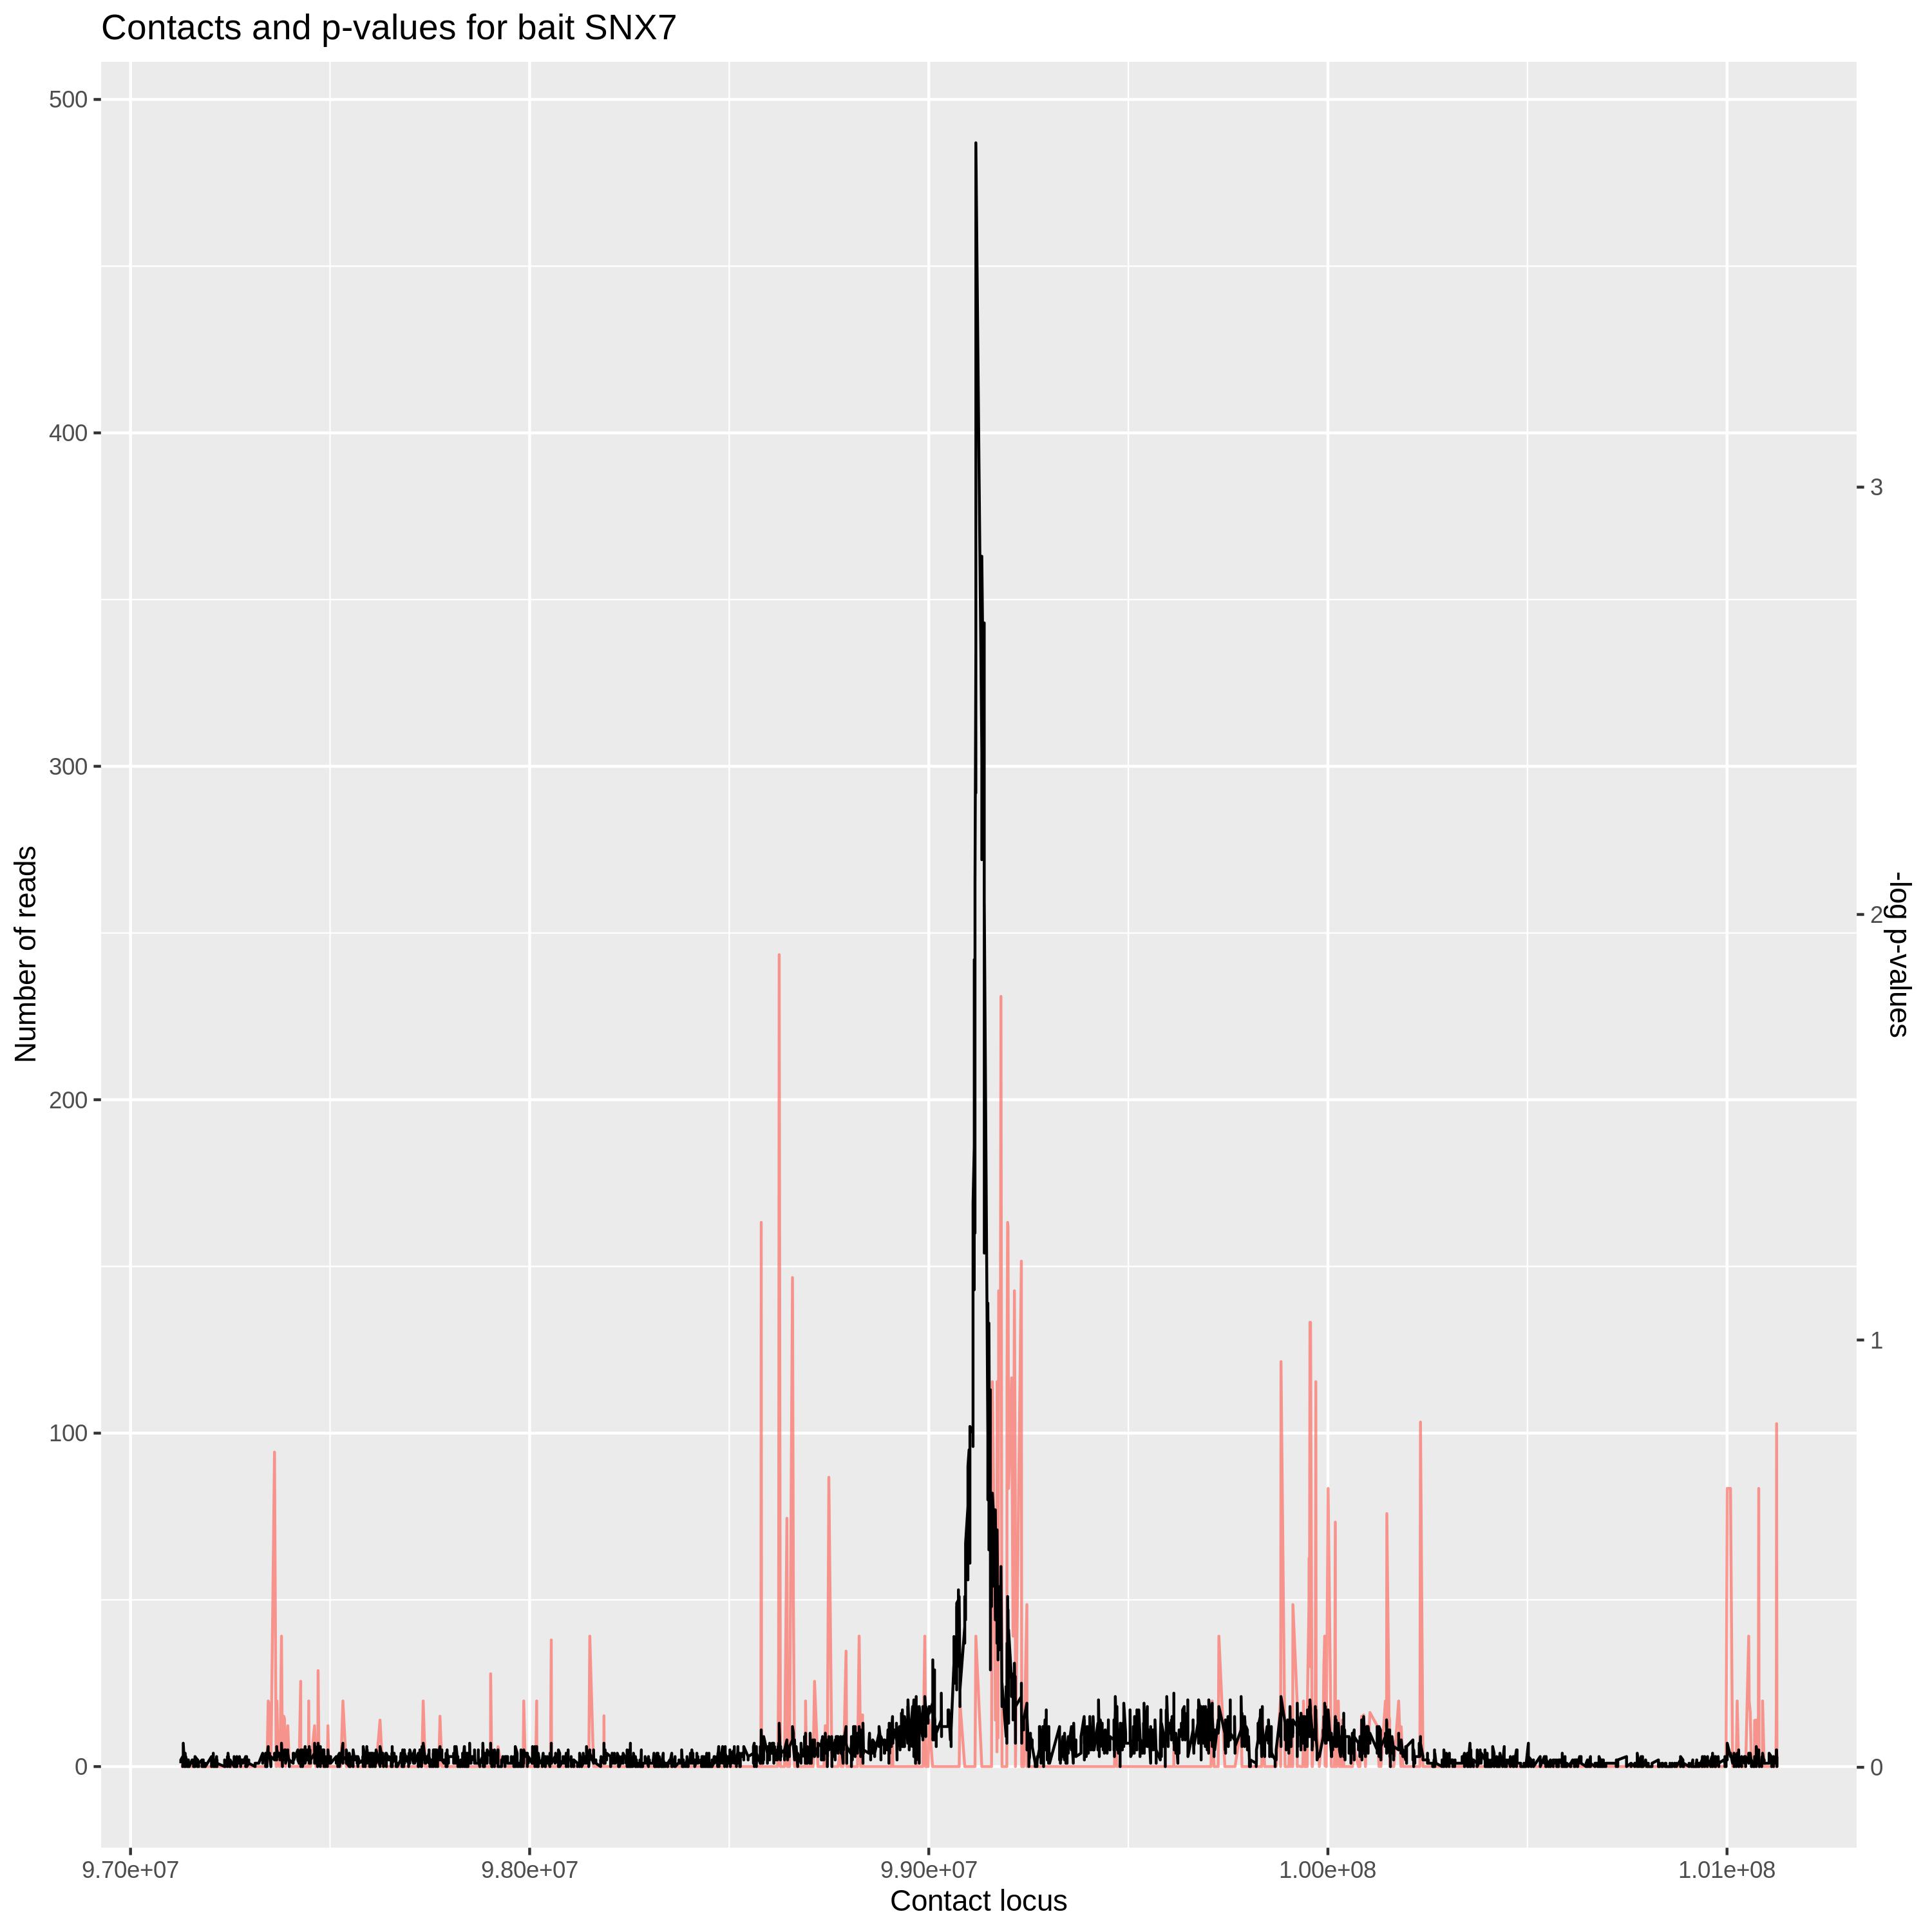 Contacts and p-values for bait SNX7
500
400
300
200
100
0
Number of reads
3
2
1
0
-log p-values
9.70e+07 9.80e+07 9.90e+07 1.00e+08 1.01e+08
Contact locus